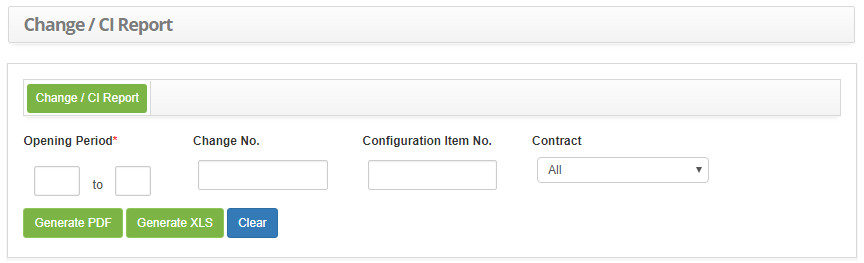 Change / CI Report
Change / CI Report
Opening Period* Change No. Configuration Item No. Contract
to All
Generate PDF Generate XLS Clear